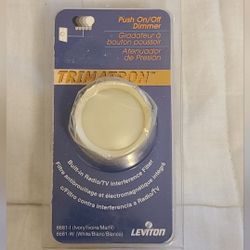 Push On/Off
Dimmer
Gradateur à
bouton poussoir
Atenuador
de Presión
TRIMATRON
Built-in Radio/TV Interference Filter
Filtre antibrouillage et électromagnétique intégré
c/Filtro contra interferencia a Radio/TV
6681-I (Ivory/Ivoire/Marfil)
6681-W (White/Blanc/Blanco)
LEVITON